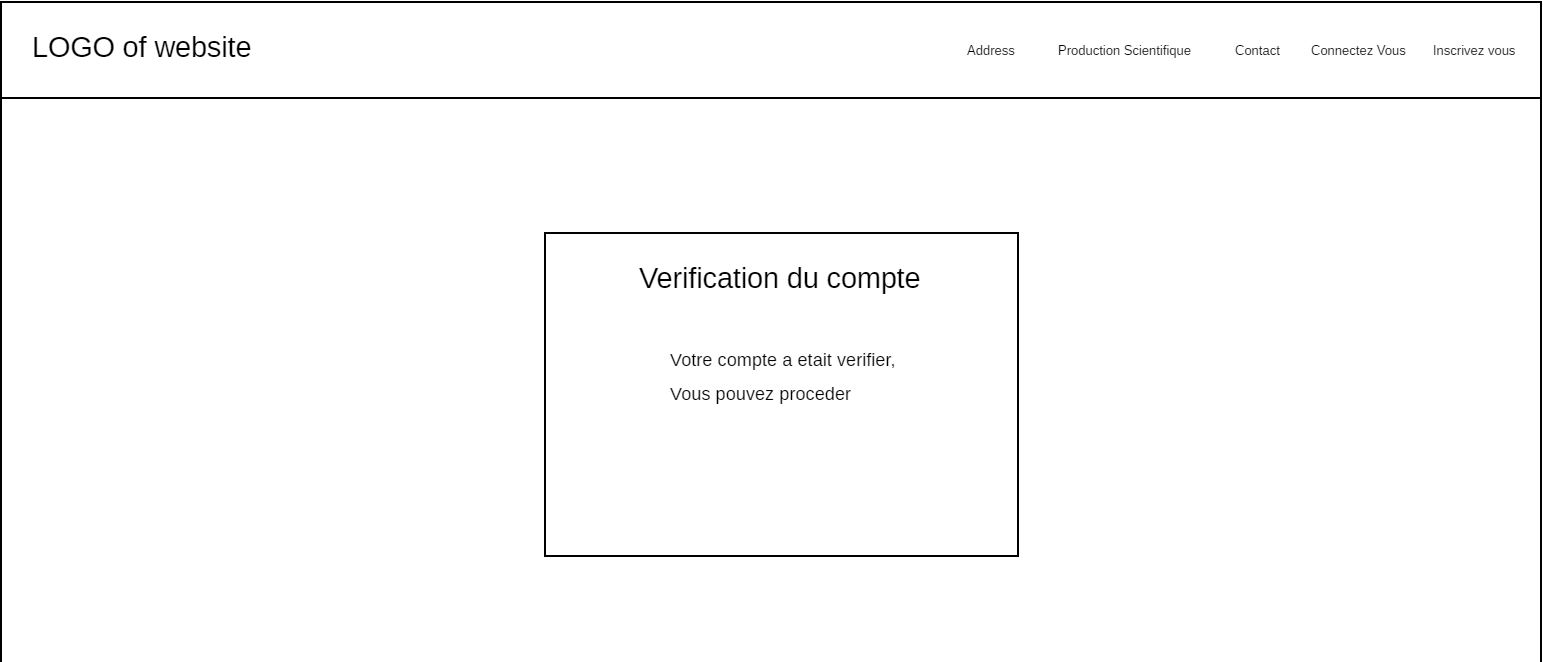 LOGO of website
Address Production Scientifique Contact Connectez Vous Inscrivez vous
Verification du compte
Votre compte a etait verifier,
Vous pouvez proceder